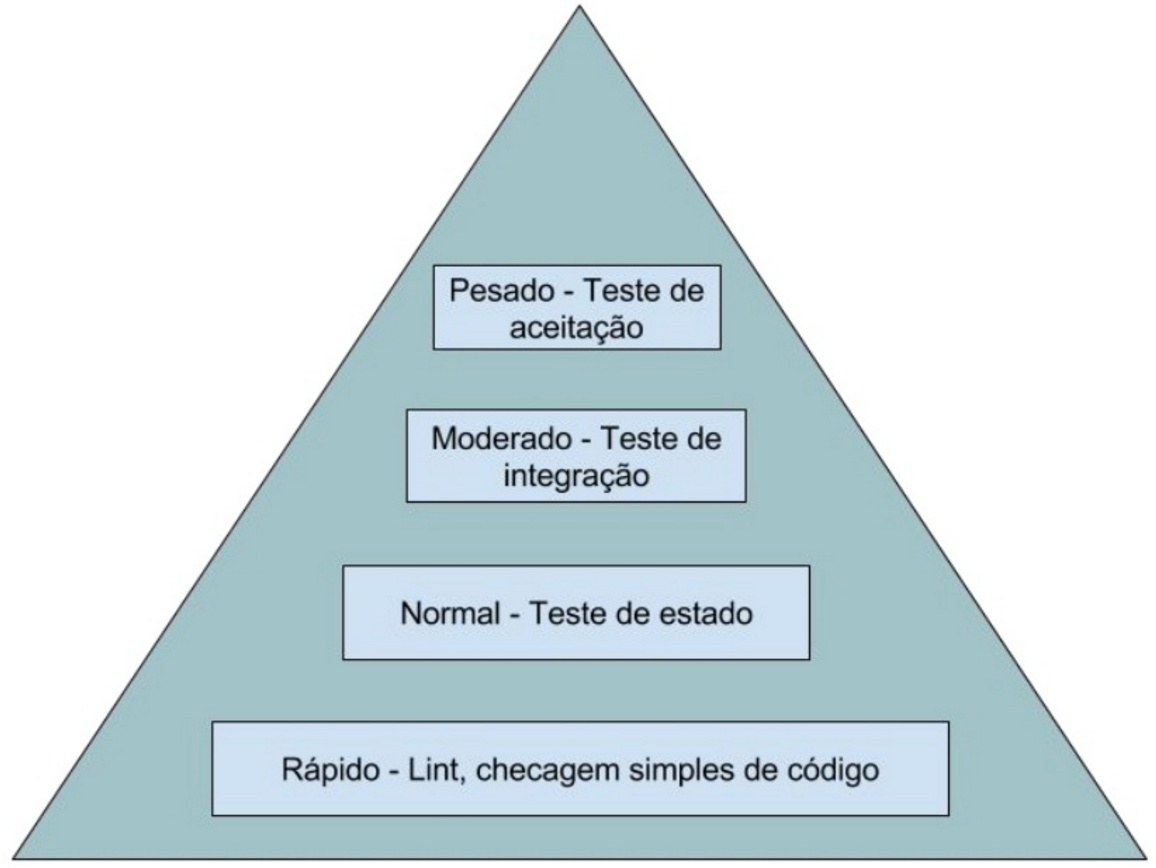 Pesado - Teste de
aceitação
Moderado - Teste de
integração
Normal - Teste de estado
Rápido - Lint, checagem simples de código